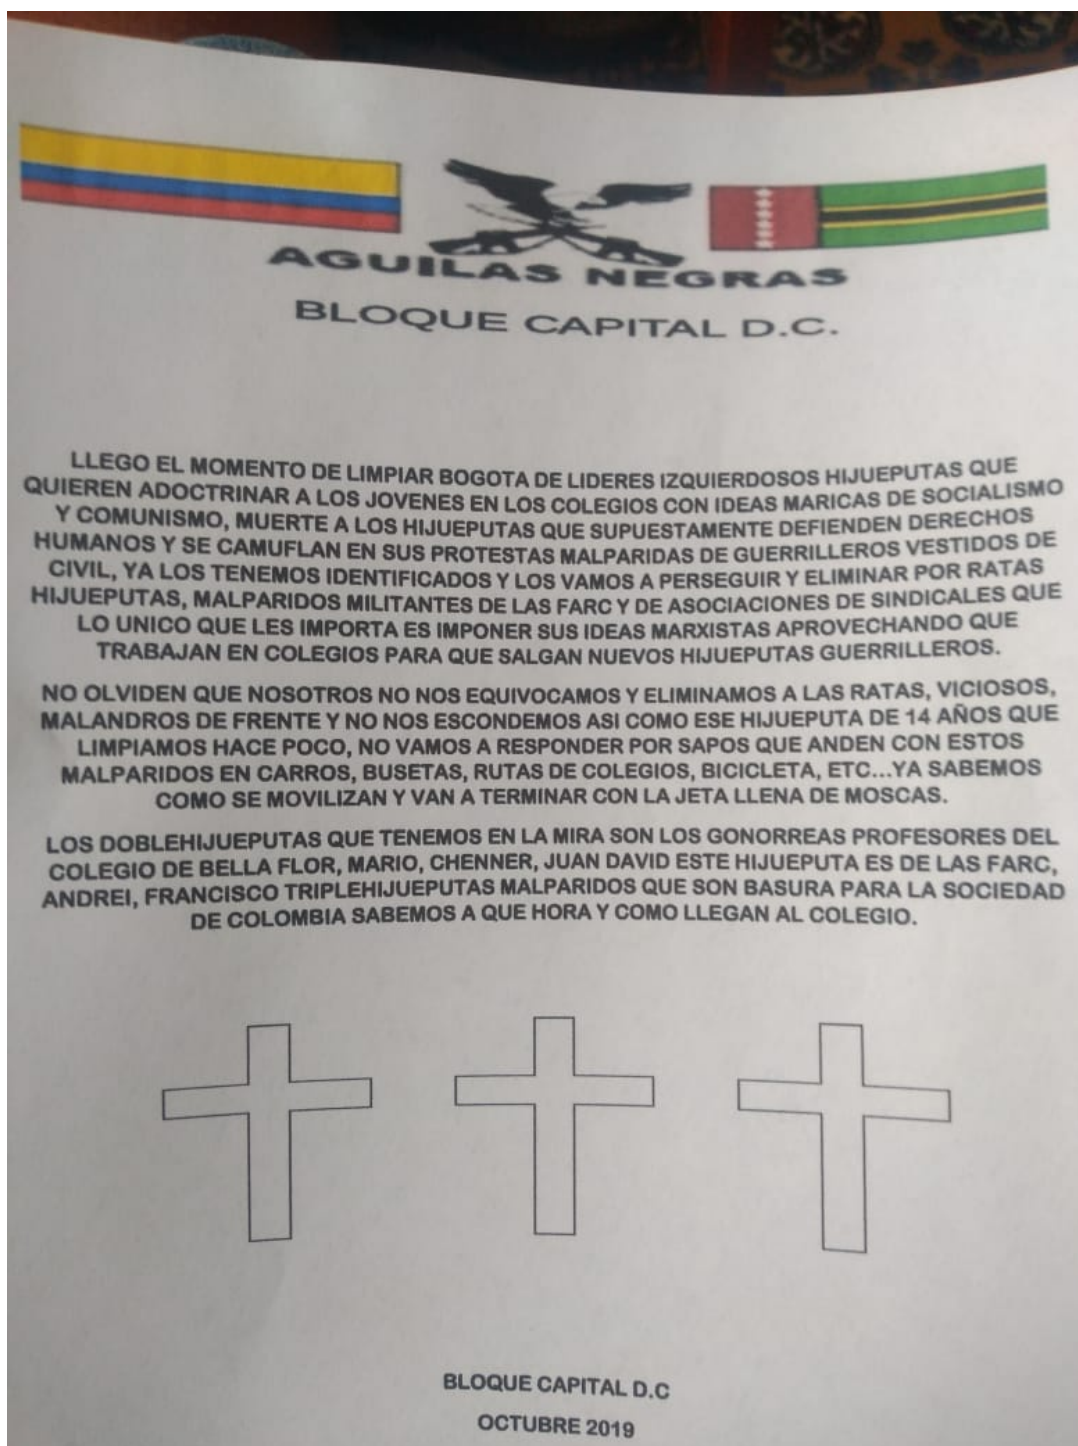 AGUILAS NEGRAS
BLOQUE CAPITAL D.C.
LLEGO EL MOMENTO DE LIMPIAR BOGOTA DE LIDERES IZQUIERDOSOS HIJUEPUTAS QUE
QUIEREN ADOCTRINAR A LOS JOVENES EN LOS COLEGIOS CON IDEAS MARICAS DE SOCIALISMO
Y COMUNISMO, MUERTE A LOS HIJUEPUTAS QUE SUPUESTAMENTE DEFIENDEN DERECHOS
HUMANOS Y SE CAMUFLAN EN SUS PROTESTAS MALPARIDAS DE GUERRILLEROS VESTIDOS DE
CIVIL, YA LOS TENEMOS IDENTIFICADOS Y LOS VAMOS A PERSEGUIR Y ELIMINAR POR RATAS
HIJUEPUTAS, MALPARIDOS MILITANTES DE LAS FARC Y DE ASOCIACIONES DE SINDICALES QUE
LO UNICO QUE LES IMPORTA ES IMPONER SUS IDEAS MARXISTAS APROVECHANDO QUE
TRABAJAN EN COLEGIOS PARA QUE SALGAN NUEVOS HIJUEPUTAS GUERRILLEROS.
NO OLVIDEN QUE NOSOTROS NO NOS EQUIVOCAMOS Y ELIMINAMOS A LAS RATAS, VICIOSOS,
MALANDROS DE FRENTE Y NO NOS ESCONDEMOS ASI COMO ESE HIJUEPUTA DE 14 AÑOS QUE
LIMPIAMOS HACE POCO, NO VAMOS A RESPONDER POR SAPOS QUE ANDEN CON ESTOS
MALPARIDOS EN CARROS, BUSETAS, RUTAS DE COLEGIOS, BICICLETA, ETC...YA SABEMOS
COMO SE MOVILIZAN Y VAN A TERMINAR CON LA JETA LLENA DE MOSCAS.
LOS DOBLEHIJUEPUTAS QUE TENEMOS EN LA MIRA SON LOS GONORREAS PROFESORES DEL
COLEGIO DE BELLA FLOR, MARIO, CHENNER, JUAN DAVID ESTE HIJUEPUTA ES DE LAS FARC,
ANDREI, FRANCISCO TRIPLEHIJUEPUTAS MALPARIDOS QUE SON BASURA PARA LA SOCIEDAD
DE COLOMBIA SABEMOS A QUE HORA Y COMO LLEGAN AL COLEGIO.
BLOQUE CAPITAL D.C
OCTUBRE 2019